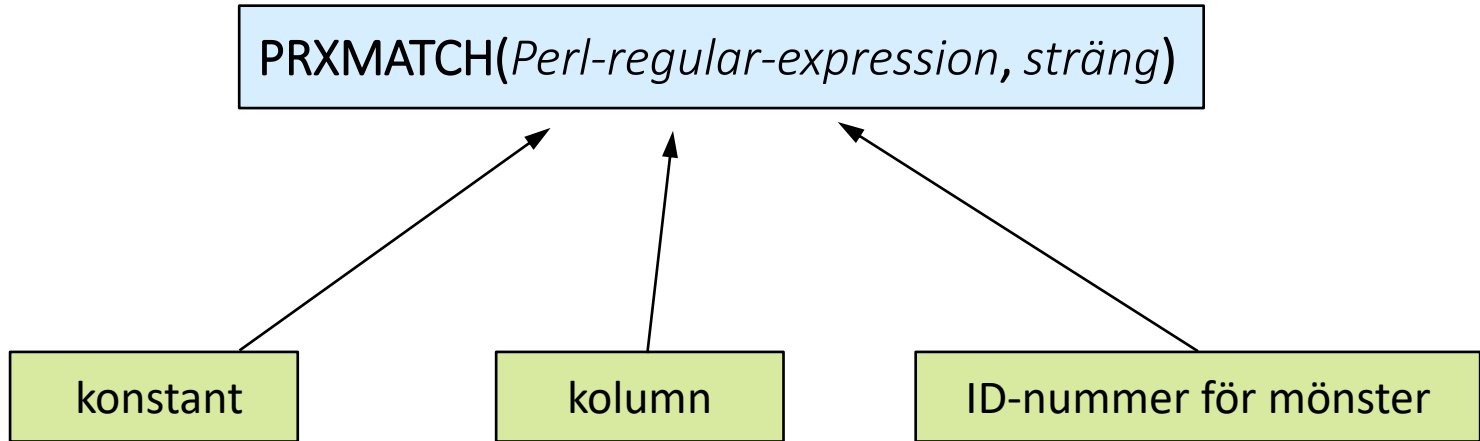 PRXMATCH(Perl-regular-expression, sträng)
konstant
kolumn
ID-nummer för mönster